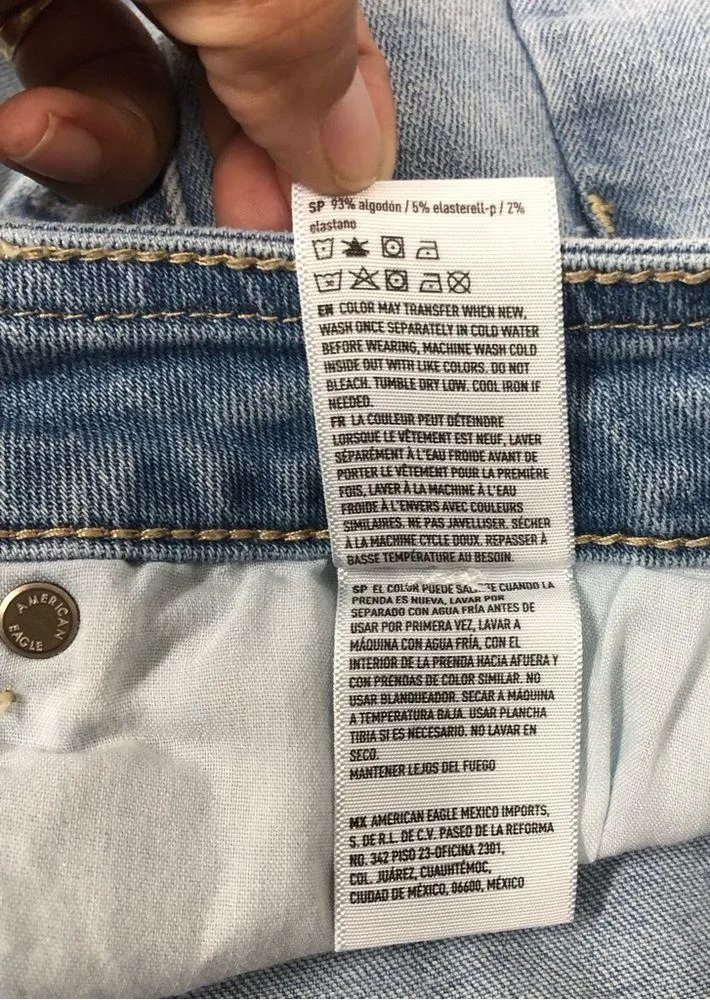 SP 93% algodón / 5% elasterell-p / 2%
elastano
EN COLOR MAY TRANSFER WHEN NEW,
WASH ONCE SEPARATELY IN COLD WATER
BEFORE WEARING, MACHINE WASH COLD
INSIDE OUT WITH LIKE COLORS. DO NOT
BLEACH. TUMBLE DRY LOW. COOL IRON IF
NEEDED.
FR LA COULEUR PEUT DÉTEINDRE
LORSQUE LE VÊTEMENT EST NEUF, LAVER
SÉPARÉMENT À L'EAU FROIDE AVANT DE
PORTER LE VÊTEMENT POUR LA PREMIÈRE
FOIS, LAVER À LA MACHINE À L'EAU
FROIDE À L'ENVERS AVEC COULEURS
SIMILAIRES. NE PAS JAVELLISER. SÉCHER
À LA MACHINE CYCLE DOUX. REPASSER À
BASSE TEMPÉRATURE AU BESOIN.
SP EL COLOR PUEDE CUANDO LA
PRENDA ES NUEVA, LAVAR POR
SEPARADO CON AGUA FRÍA ANTES DE
USAR POR PRIMERA VEZ, LAVAR A
MÁQUINA CON AGUA FRÍA, CON EL
INTERIOR DE LA PRENDA HACIA AFUERA Y
CON PRENDAS DE COLOR SIMILAR. NO
USAR BLANQUEADOR. SECAR A MÁQUINA
A TEMPERATURA BAJA. USAR PLANCHA
TIBIA SI ES NECESARIO. NO LAVAR EN
SECO.
MANTENER LEJOS DEL FUEGO
MX AMERICAN EAGLE MEXICO IMPORTS,
S. DE R.L. DE C.V. PASEO DE LA REFORMA
NO. 342 PISO 23-OFICINA 2301,
COL. JUÁREZ, CUAUHTÉMOC,
CIUDAD DE MÉXICO, 06600, MÉXICO
AMERICAN
EAGLE